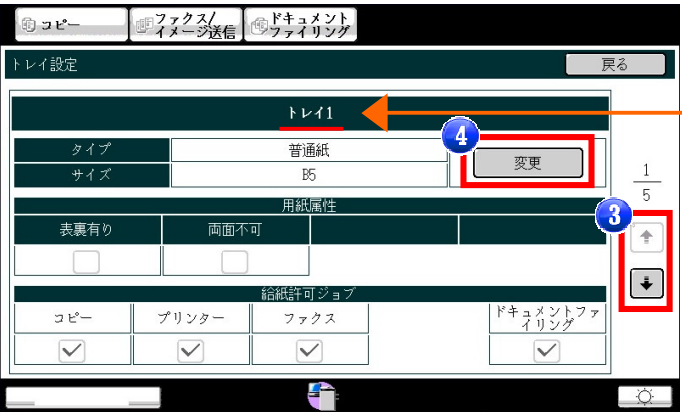 コピー
ファクス/
イメージ送信
ドキュメント
ファイリング
トレイ設定
戻る
トレイ1
4
タイプ
普通紙
変更
サイズ
B5
1
5
用紙属性
3
表裏有り
両面不可
給紙許可ジョブ
コピー
プリンター
ファクス
ドキュメントファ
イリング